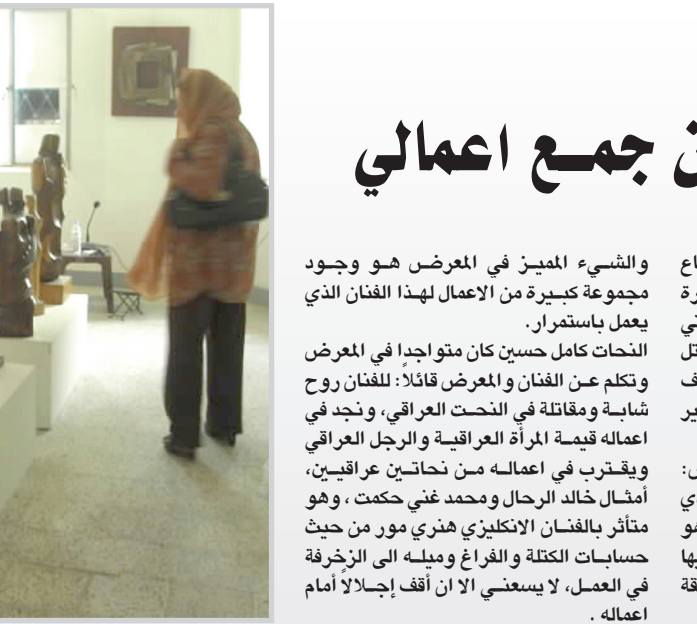 جمع اعمالي
والشيء المميز في المعرض هو وجود
مجموعة كبيرة من الاعمال لهذا الفنان الذي
يعمل باستمرار.
النحات كامل حسين كان متواجدا في المعرض
وتكلم عن الفنان والمعرض قائلاً: للفنان روح
شابة ومقاتلة في النحت العراقي، ونجد في
اعماله قيمة المرأة العراقية والرجل العراقي
ويقترب في اعماله من نحاتين عراقيين،
أمثال خالد الرحال ومحمد غني حكمت ، وهو
متأثر بالفنان الانكليزي هنري مور من حيث
حسابات الكتلة والفراغ وميله الى الزخرفة
في العمل، لا يسعني الا ان أقف إجلالاً أمام
اعماله .